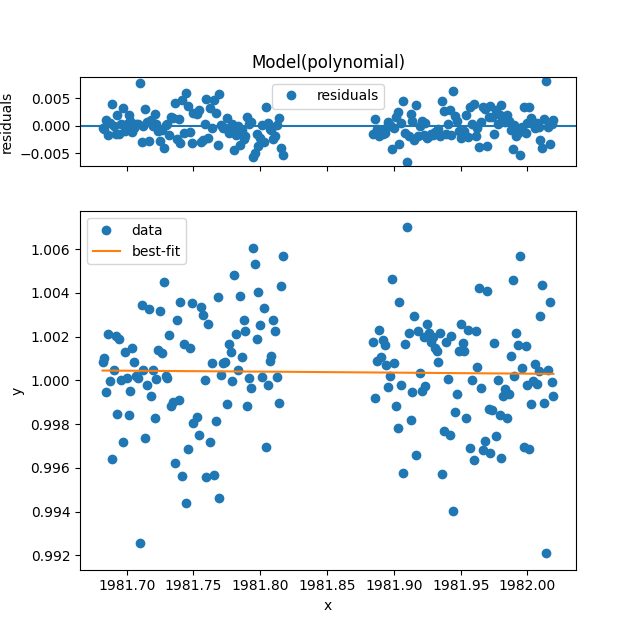 Model(polynomial)
residuals
0.005
0.000
−0.005
residuals
data
best-fit
1.006
1.004
1.002
1.000
0.998
0.996
0.994
0.992
y
1981.70 1981.75 1981.80 1981.85 1981.90 1981.95 1982.00
x